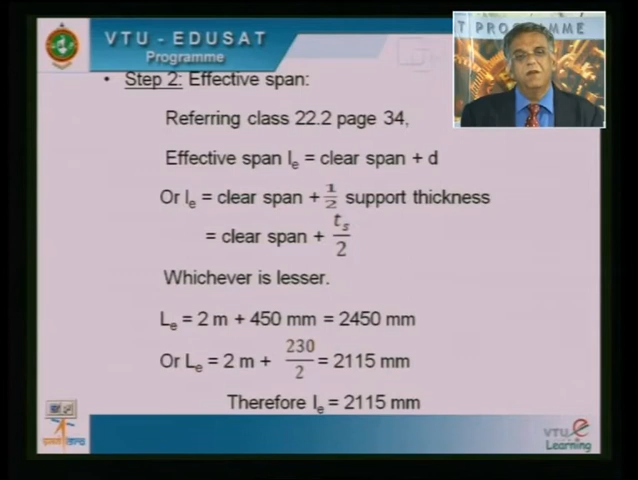 VTU - EDUSAT
Programme
T PROGRAMME
• Step 2: Effective span:
Referring class 22.2 page 34,
Effective span lₑ = clear span + d
Or lₑ = clear span + 1/2 support thickness
= clear span + tₛ/2
Whichever is lesser.
Lₑ = 2 m + 450 mm = 2450 mm
Or Lₑ = 2 m + 230/2 = 2115 mm
Therefore lₑ = 2115 mm
VTU e
Learning